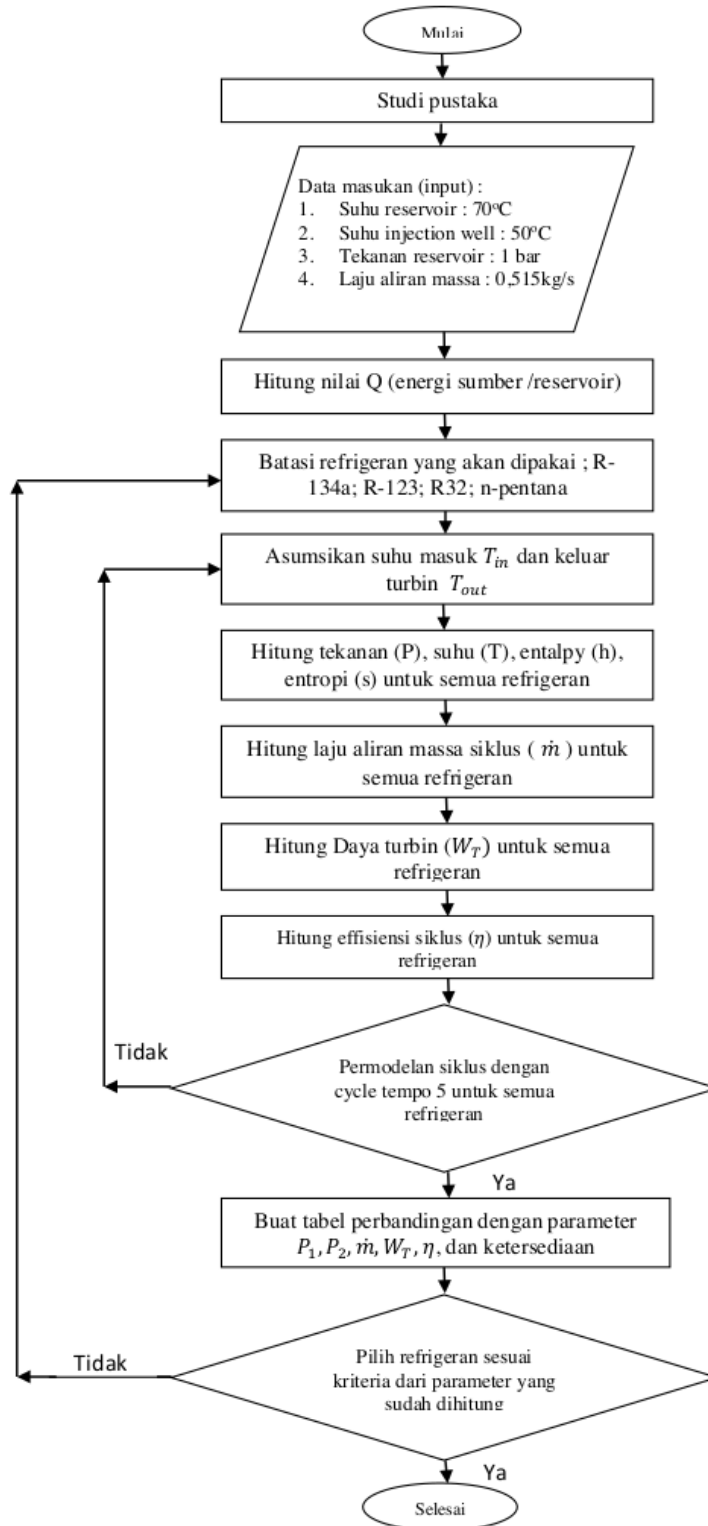 Mulai
Studi pustaka
Data masukan (input) :
1. Suhu reservoir : 70°C
2. Suhu injection well : 50°C
3. Tekanan reservoir : 1 bar
4. Laju aliran massa : 0,515kg/s
Hitung nilai Q (energi sumber /reservoir)
Batasi refrigeran yang akan dipakai ; R-
134a; R-123; R32; n-pentana
Asumsikan suhu masuk T_in dan keluar
turbin T_out
Hitung tekanan (P), suhu (T), entalpy (h),
entropi (s) untuk semua refrigeran
Hitung laju aliran massa siklus ( ṁ ) untuk
semua refrigeran
Hitung Daya turbin (W_T) untuk semua
refrigeran
Hitung effisiensi siklus (η) untuk semua
refrigeran
Tidak
Permodelan siklus dengan
cycle tempo 5 untuk semua
refrigeran
Ya
Buat tabel perbandingan dengan parameter
P_1, P_2, ṁ, W_T, η, dan ketersediaan
Tidak
Pilih refrigeran sesuai
kriteria dari parameter yang
sudah dihitung
Ya
Selesai